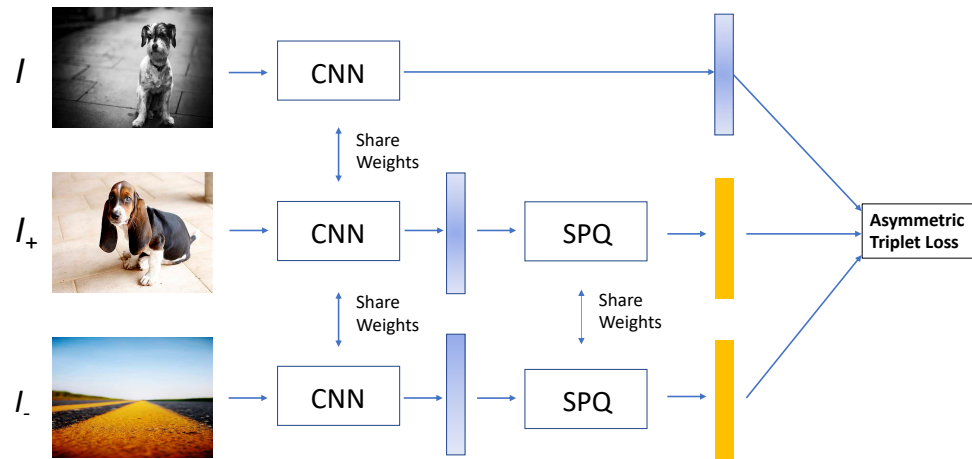 I
CNN
Share
Weights
I+
CNN
SPQ
Asymmetric
Triplet Loss
Share
Weights
Share
Weights
I-
CNN
SPQ